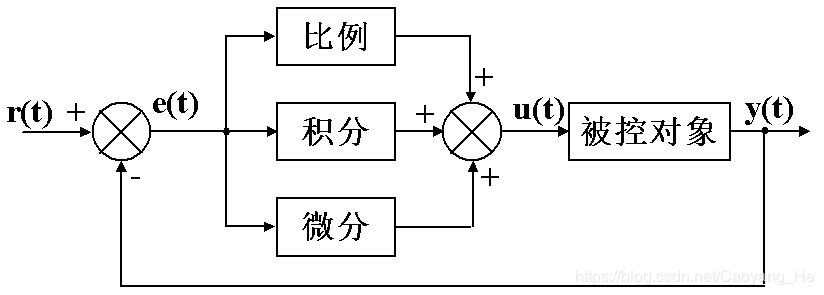 比例
+
r(t)
+
e(t)
积分
+
u(t)
被控对象
y(t)
-
+
微分
https://blog.csdn.net/Caoyang_He